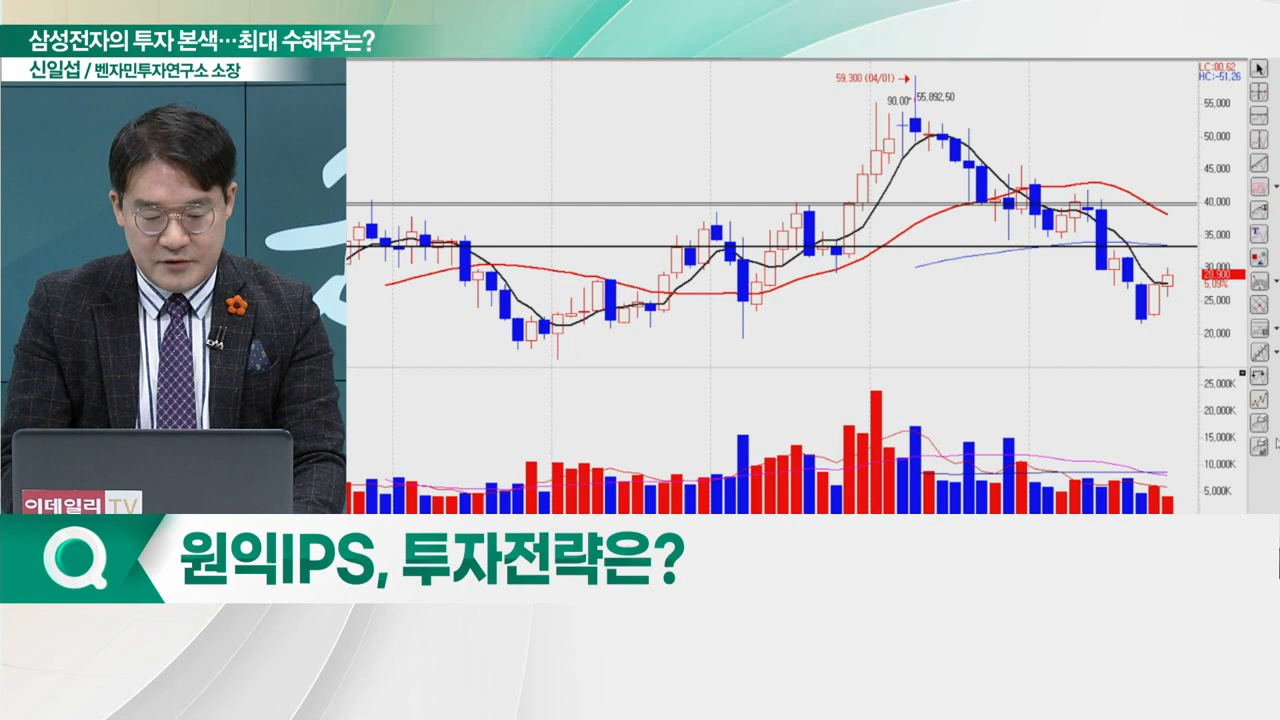 삼성전자의 투자 본색…최대 수혜주는?
신일섭 / 벤자민투자연구소 소장
LC:80.62
HC:-51.26
59,300 (04/01)
90,00
55,892,50
55,000
50,000
45,000
40,000
35,000
30,000
28,900
5.09%
25,000
20,000
25,000K
20,000K
15,000K
10,000K
5,000K
이데일리 TV
원익IPS, 투자전략은?